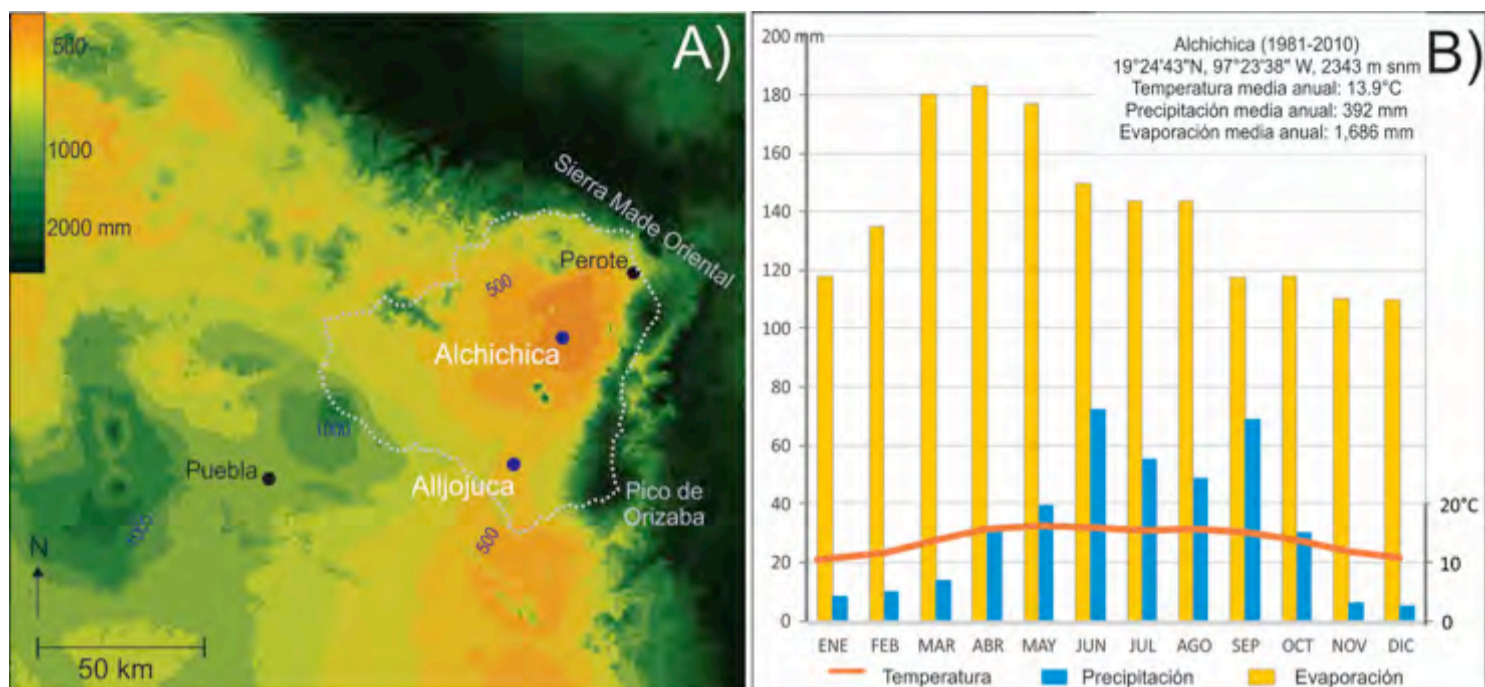 A)
500
1000
2000 mm
Sierra Made Oriental
Perote
500
Alchichica
1000
Puebla
Alljojuca
Pico de
Orizaba
1000
500
N
50 km
B)
Alchichica (1981-2010)
19°24'43"N, 97°23'38" W, 2343 m snm
Temperatura media anual: 13.9°C
Precipitación media anual: 392 mm
Evaporación media anual: 1,686 mm
200 mm
180
160
140
120
100
80
60
40
20
0
20°C
10
0
ENE FEB MAR ABR MAY JUN JUL AGO SEP OCT NOV DIC
Temperatura Precipitación Evaporación